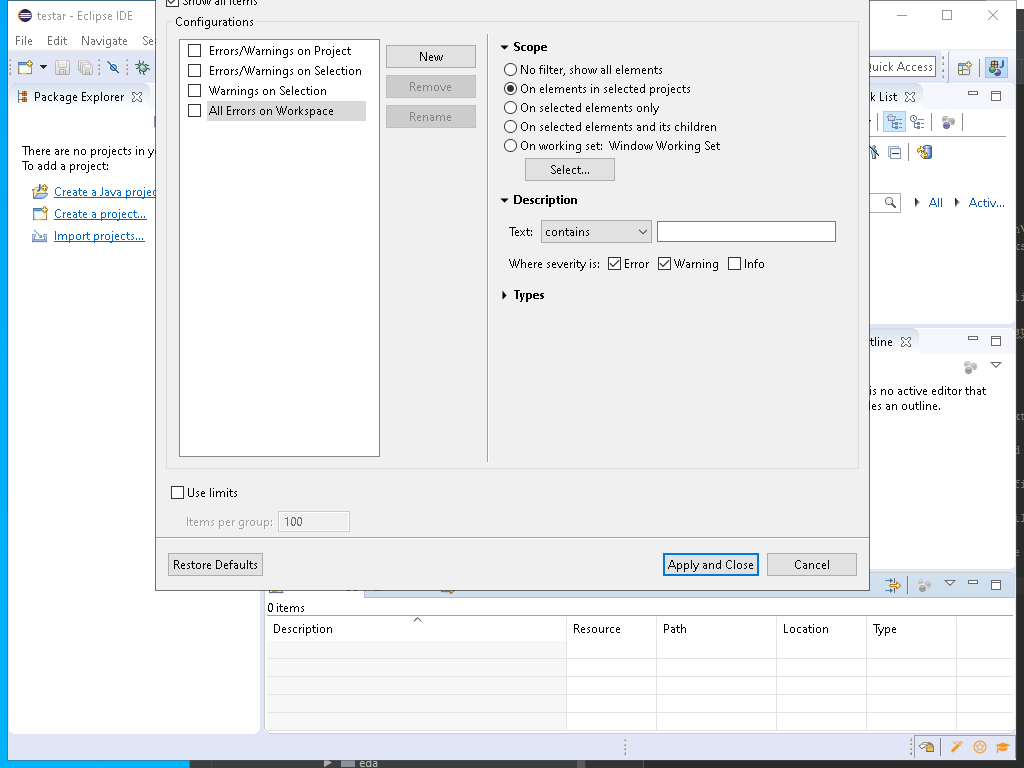 testar - Eclipse IDE
Show all items
File Edit Navigate Se
Configurations
Errors/Warnings on Project
Errors/Warnings on Selection
Warnings on Selection
All Errors on Workspace
New
Remove
Rename
Scope
No filter, show all elements
On elements in selected projects
On selected elements only
On selected elements and its children
On working set: Window Working Set
Select...
Description
Text: contains
Where severity is: Error Warning Info
Types
Quick Access
Package Explorer
k List
There are no projects in y
To add a project:
Create a Java projec
Create a project...
Import projects...
All Activ...
tline
is no active editor that
les an outline.
Use limits
Items per group: 100
Restore Defaults
Apply and Close
Cancel
0 items
Description Resource Path Location Type
eda